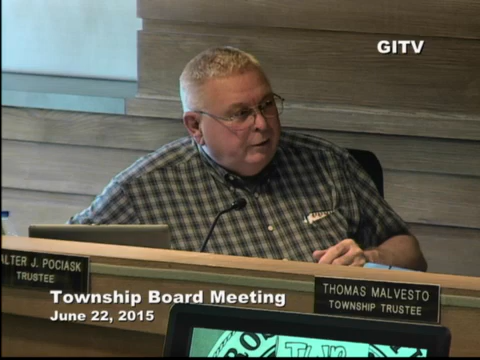 GITV
ALTER J. POCIASK
TRUSTEE
THOMAS MALVESTO
TOWNSHIP TRUSTEE
Township Board Meeting
June 22, 2015